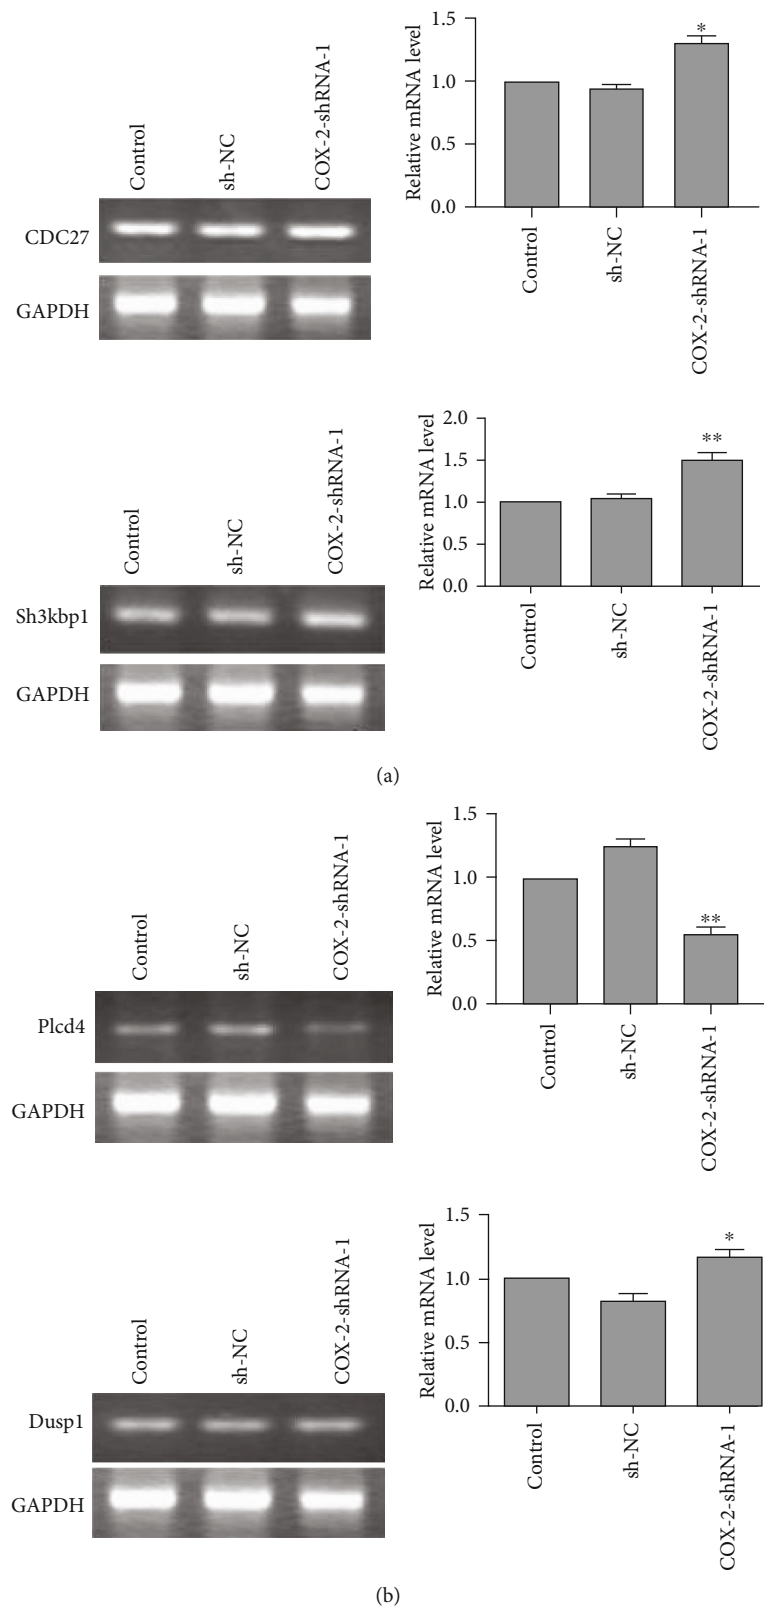 Control
sh-NC
COX-2-shRNA-1
CDC27
GAPDH
Relative mRNA level
1.5
1.0
0.5
0.0
*
Control
sh-NC
COX-2-shRNA-1
Control
sh-NC
COX-2-shRNA-1
Sh3kbp1
GAPDH
Relative mRNA level
2.0
1.5
1.0
0.5
0.0
**
Control
sh-NC
COX-2-shRNA-1
(a)
Control
sh-NC
COX-2-shRNA-1
Plcd4
GAPDH
Relative mRNA level
1.5
1.0
0.5
0.0
**
Control
sh-NC
COX-2-shRNA-1
Control
sh-NC
COX-2-shRNA-1
Dusp1
GAPDH
Relative mRNA level
1.5
1.0
0.5
0.0
*
Control
sh-NC
COX-2-shRNA-1
(b)